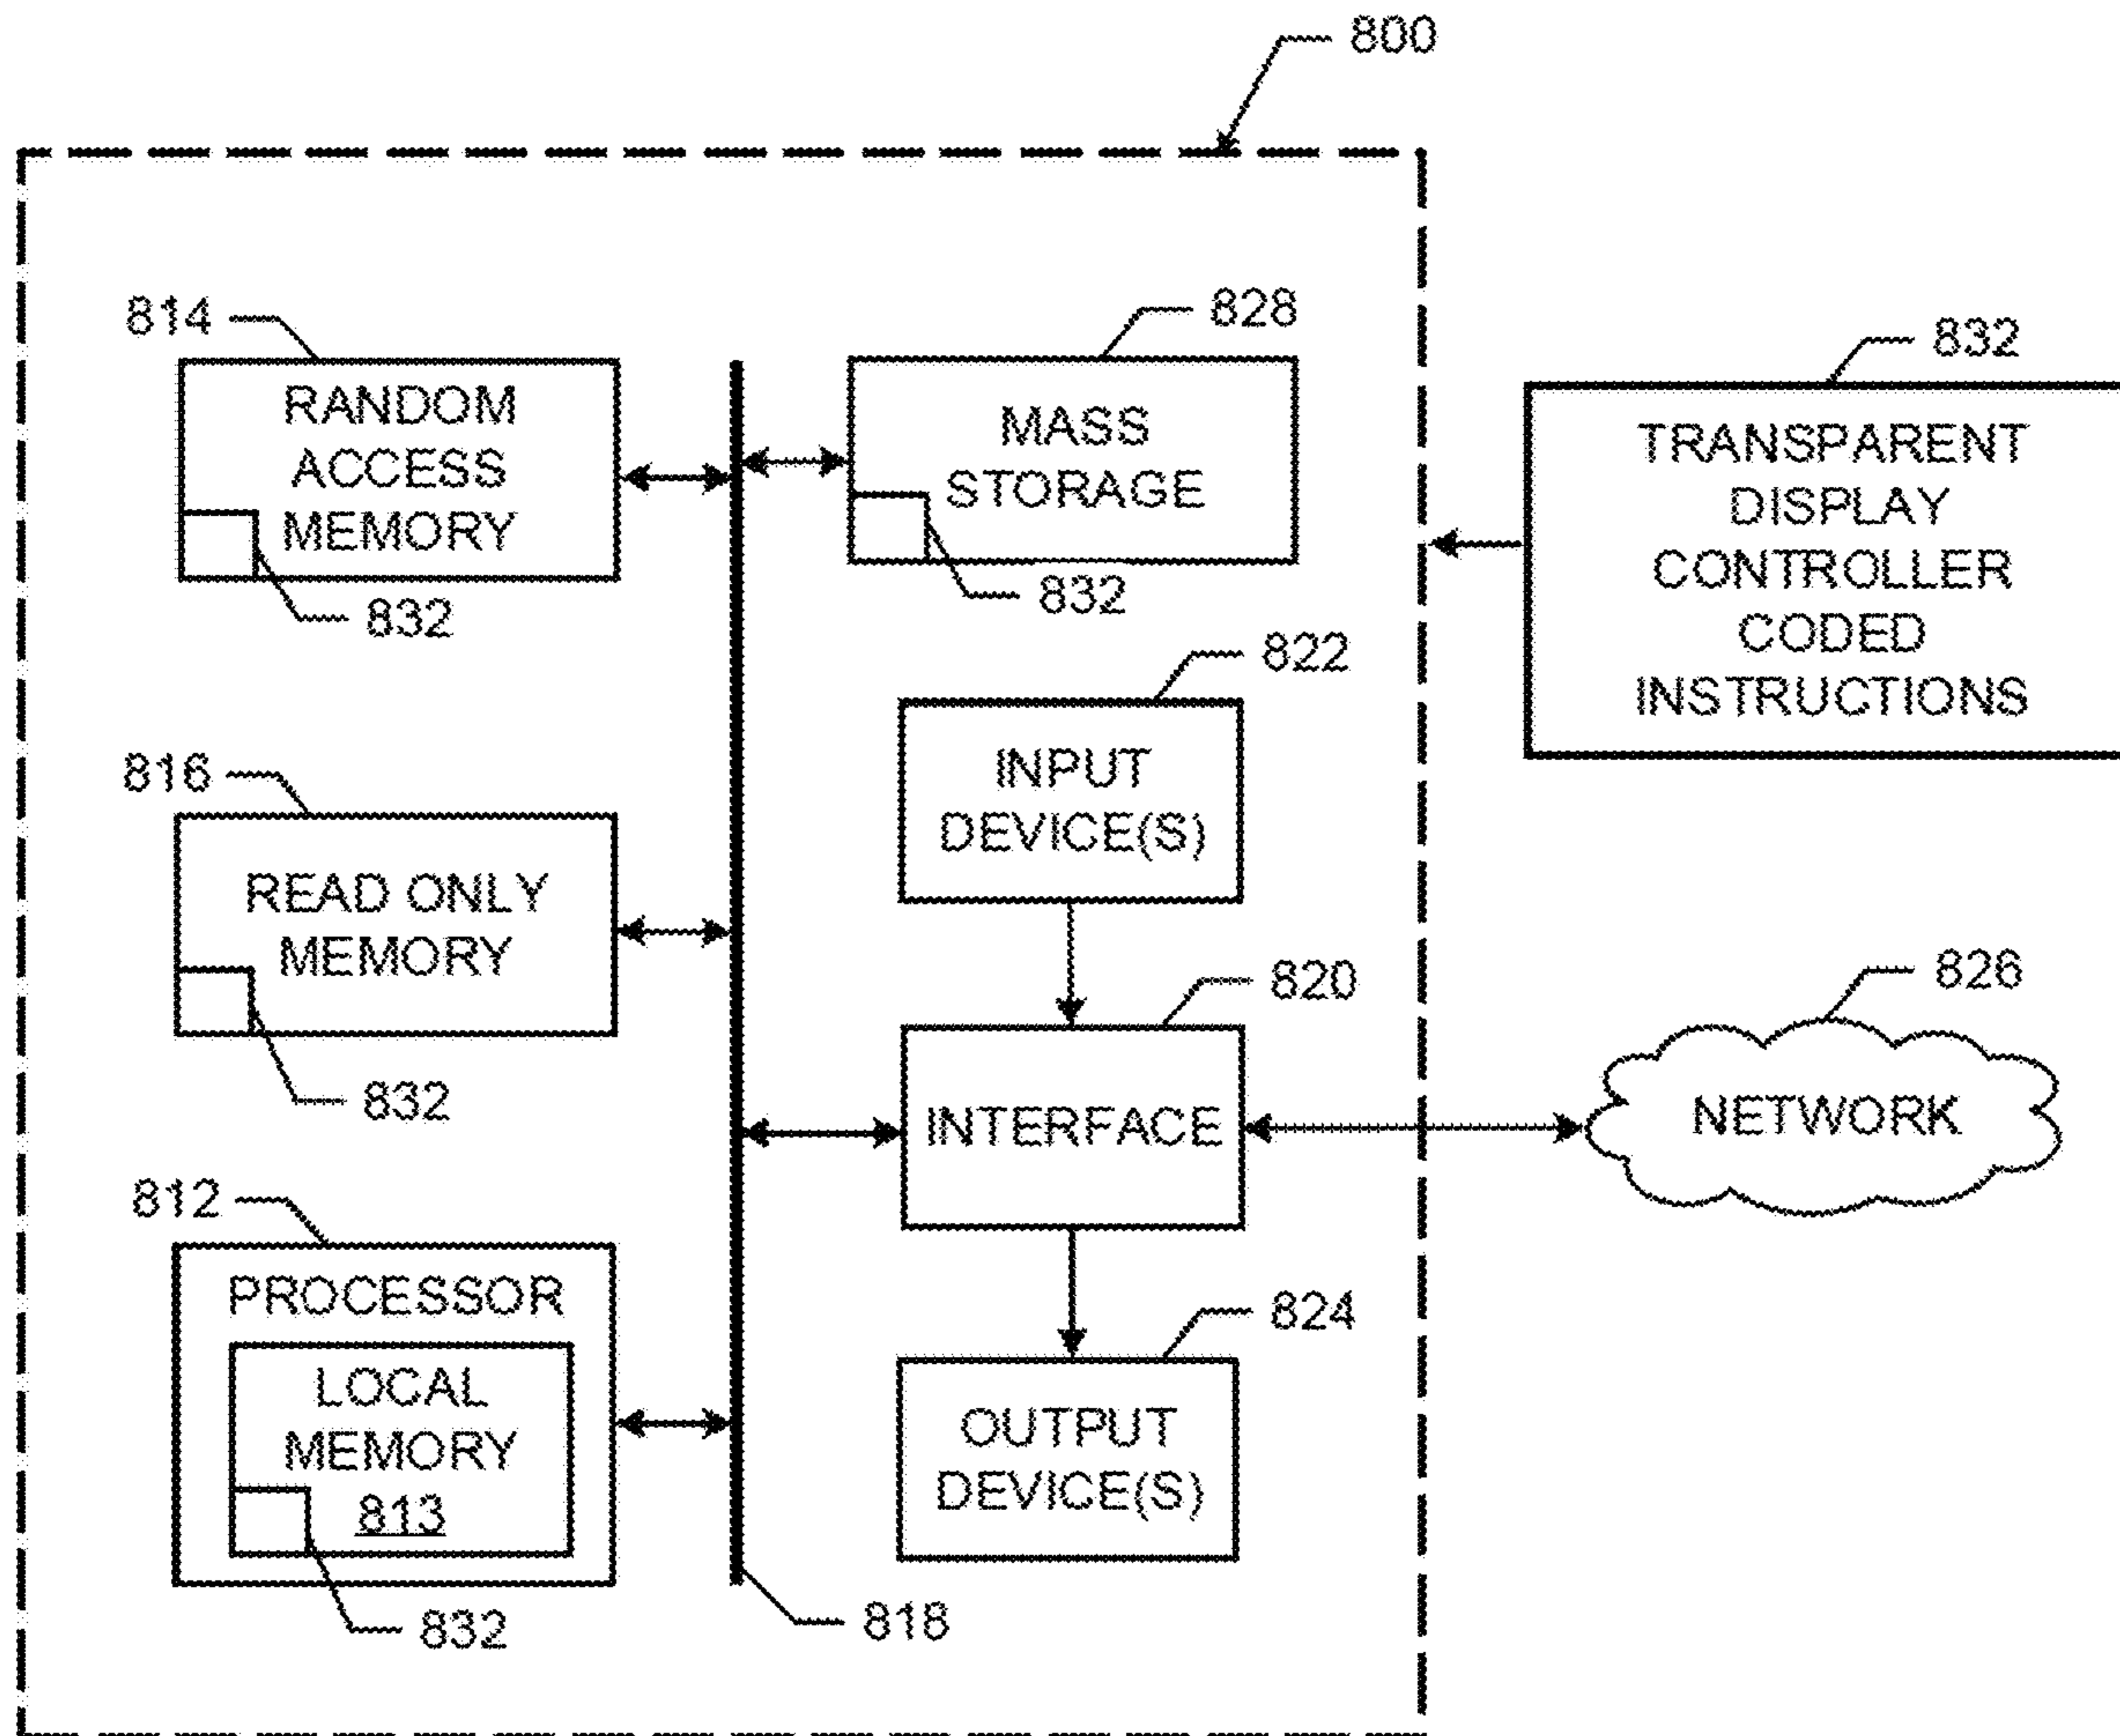 800
814
RANDOM
ACCESS
MEMORY
832
828
MASS
STORAGE
832
832
TRANSPARENT
DISPLAY
CONTROLLER
CODED
INSTRUCTIONS
822
INPUT
DEVICE(S)
816
READ ONLY
MEMORY
832
820
INTERFACE
826
NETWORK
812
PROCESSOR
LOCAL
MEMORY
813
832
824
OUTPUT
DEVICE(S)
818